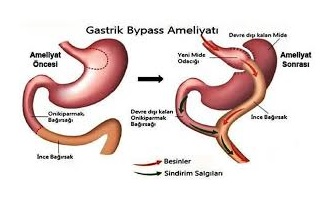 Gastrik Bypass Ameliyatı
Ameliyat
Öncesi
Onikiparmak
Bağırsağı
İnce Bağırsak
Devre dışı kalan Mide
Yeni Mide
Odacığı
Ameliyat
Sonrası
Devre dışı kalan
Onikiparmak
Bağırsağı
İnce Bağırsak
Besinler
Sindirim Salgıları